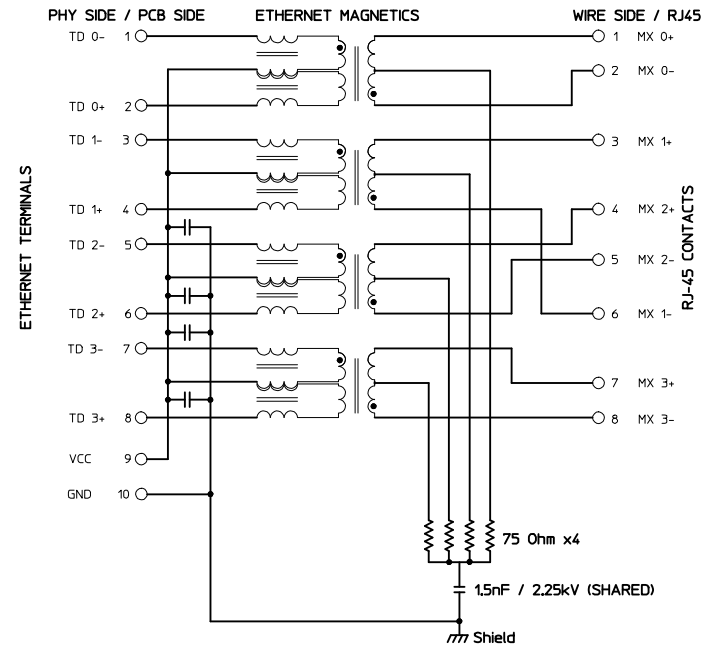 PHY SIDE / PCB SIDE ETHERNET MAGNETICS WIRE SIDE / RJ45
TD 0- 1 1 MX 0+
2 MX 0-
TD 0+ 2
TD 1- 3 3 MX 1+
TD 1+ 4 4 MX 2+
TD 2- 5 5 MX 2-
TD 2+ 6 6 MX 1-
TD 3- 7
7 MX 3+
TD 3+ 8 8 MX 3-
VCC 9
GND 10
ETHERNET TERMINALS
RJ-45 CONTACTS
75 Ohm x4
1.5nF / 2.25kV (SHARED)
Shield